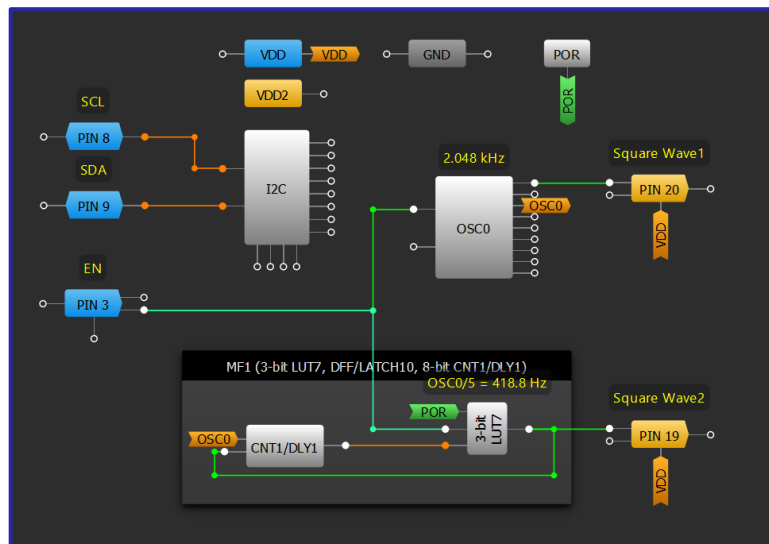 VDD
VDD
GND
POR
POR
VDD2
SCL
PIN 8
I2C
SDA
PIN 9
2.048 kHz
OSC0
OSC0
Square Wave1
PIN 20
VDD
EN
PIN 3
MF1 (3-bit LUT7, DFF/LATCH10, 8-bit CNT1/DLY1)
OSC0/5 = 418.8 Hz
POR
3-bit
LUT7
OSC0
CNT1/DLY1
Square Wave2
PIN 19
VDD